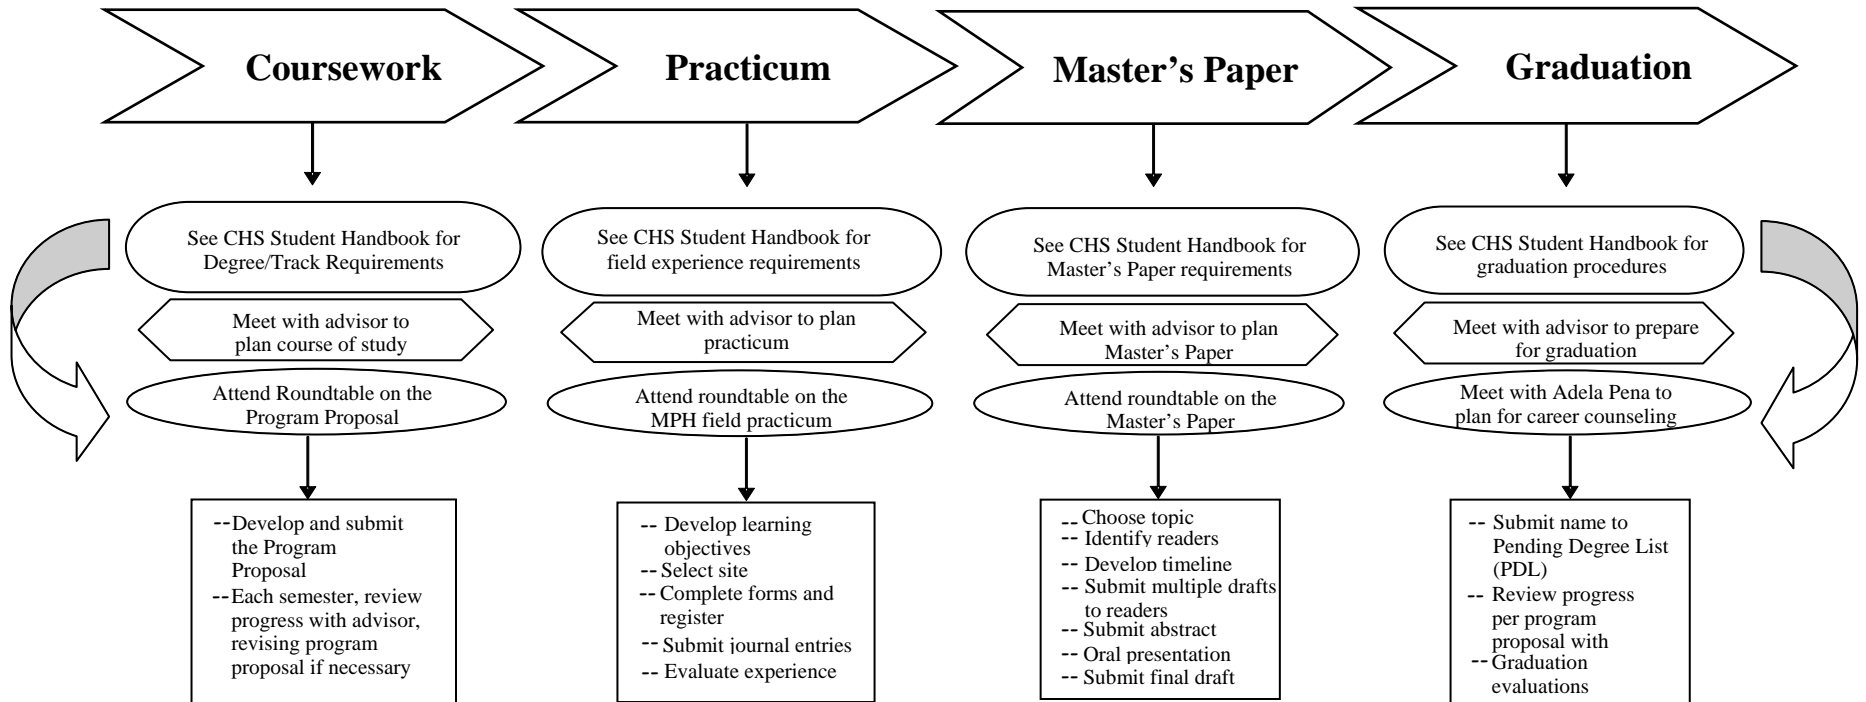 Coursework
Practicum
Master's Paper
Graduation
See CHS Student Handbook for
Degree/Track Requirements
See CHS Student Handbook for
field experience requirements
See CHS Student Handbook for
Master's Paper requirements
See CHS Student Handbook for
graduation procedures
Meet with advisor to
plan course of study
Meet with advisor to plan
practicum
Meet with advisor to plan
Master's Paper
Meet with advisor to prepare
for graduation
Attend Roundtable on the
Program Proposal
Attend roundtable on the
MPH field practicum
Attend roundtable on the
Master's Paper
Meet with Adela Pena to
plan for career counseling
--Develop and submit
the Program
Proposal
--Each semester, review
progress with advisor,
revising program
proposal if necessary
-- Develop learning
objectives
-- Select site
-- Complete forms and
register
-- Submit journal entries
-- Evaluate experience
-- Choose topic
-- Identify readers
-- Develop timeline
-- Submit multiple drafts
to readers
-- Submit abstract
-- Oral presentation
-- Submit final draft
-- Submit name to
Pending Degree List
(PDL)
-- Review progress
per program
proposal with
-- Graduation
evaluations